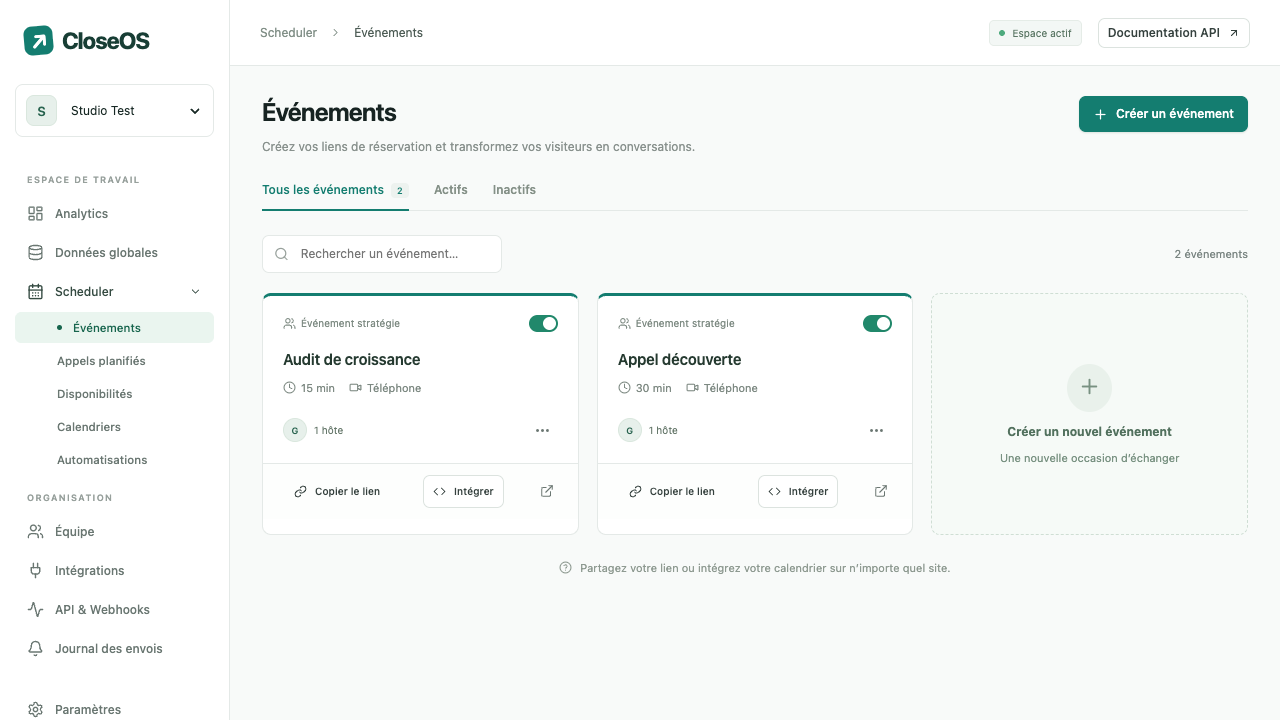 CloseOS
S
Studio Test
ESPACE DE TRAVAIL
Analytics
Données globales
Scheduler
Événements
Appels planifiés
Disponibilités
Calendriers
Automatisations
ORGANISATION
Équipe
Intégrations
API & Webhooks
Journal des envois
Paramètres
Scheduler > Événements
Espace actif
Documentation API
Événements
Créer un événement
Créez vos liens de réservation et transformez vos visiteurs en conversations.
Tous les événements 2 Actifs Inactifs
Rechercher un événement...
2 événements
Événement stratégie
Audit de croissance
15 min Téléphone
G 1 hôte
Copier le lien Intégrer
Événement stratégie
Appel découverte
30 min Téléphone
G 1 hôte
Copier le lien Intégrer
Créer un nouvel événement
Une nouvelle occasion d’échanger
Partagez votre lien ou intégrez votre calendrier sur n’importe quel site.